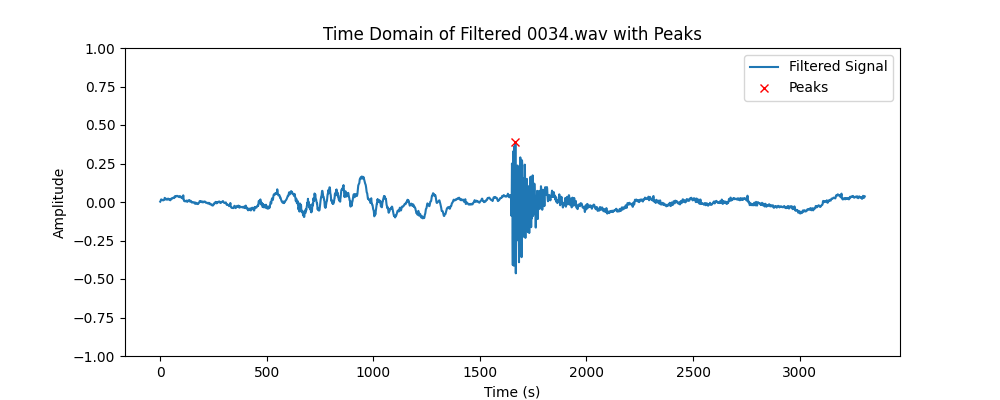 Time Domain of Filtered 0034.wav with Peaks
1.00
0.75
0.50
0.25
0.00
−0.25
−0.50
−0.75
−1.00
Amplitude
Filtered Signal
Peaks
0 500 1000 1500 2000 2500 3000
Time (s)